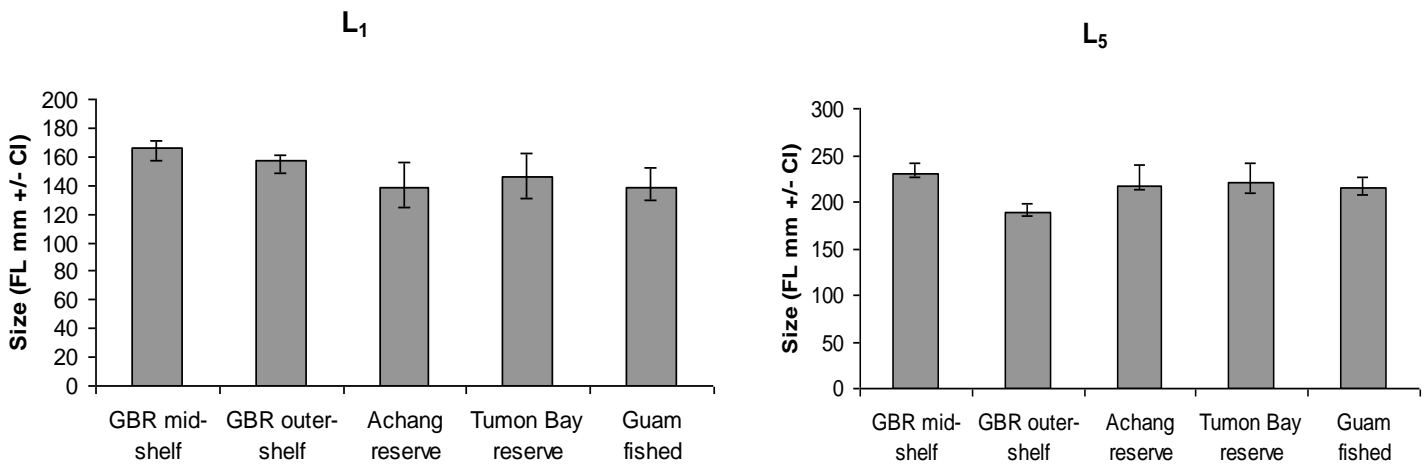 L₁
Size (FL mm +/- CI)
200
180
160
140
120
100
80
60
40
20
0
GBR mid-
shelf
GBR outer-
shelf
Achang
reserve
Tumon Bay
reserve
Guam
fished
L₅
Size (FL mm +/- CI)
300
250
200
150
100
50
0
GBR mid-
shelf
GBR outer-
shelf
Achang
reserve
Tumon Bay
reserve
Guam
fished